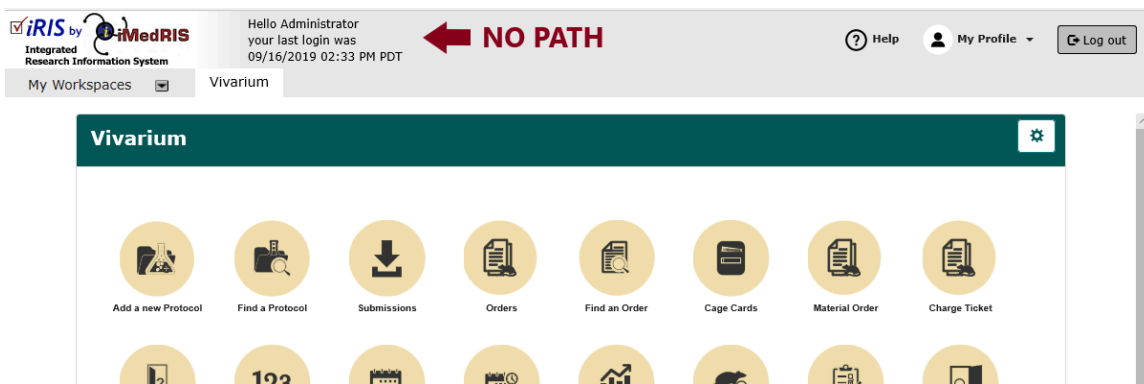 iRIS by iMedRIS
Integrated
Research Information System
Hello Administrator
your last login was
09/16/2019 02:33 PM PDT
NO PATH
Help
My Profile
Log out
My Workspaces
Vivarium
Vivarium
Add a new Protocol
Find a Protocol
Submissions
Orders
Find an Order
Cage Cards
Material Order
Charge Ticket
123